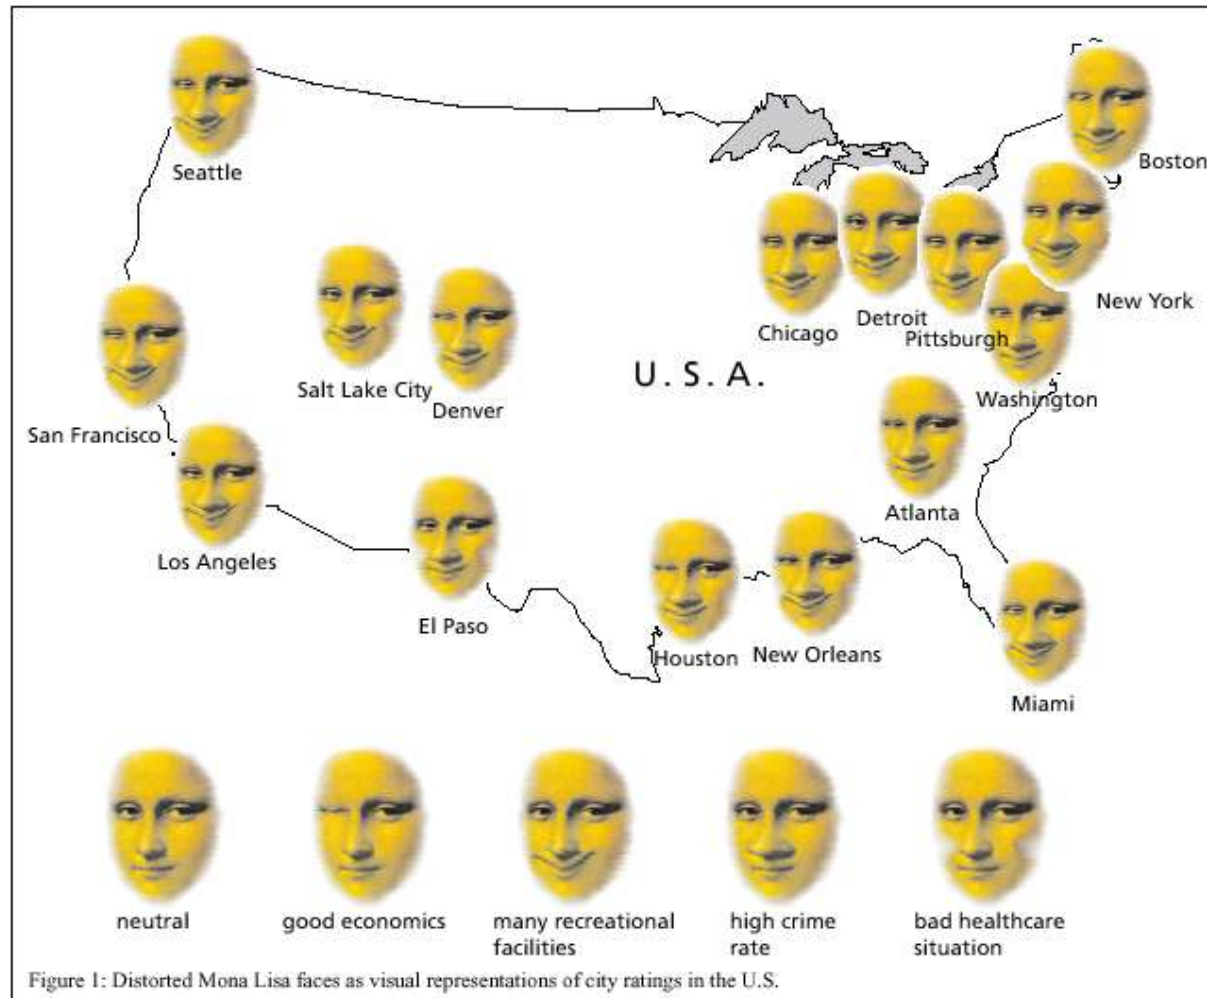 Seattle
Boston
New York
Chicago
Detroit
Pittsburgh
Salt Lake City
U. S. A.
Denver
Washington
San Francisco
Atlanta
Los Angeles
El Paso
Houston
New Orleans
Miami
neutral
good economics
many recreational
facilities
high crime
rate
bad healthcare
situation
Figure 1: Distorted Mona Lisa faces as visual representations of city ratings in the U.S.